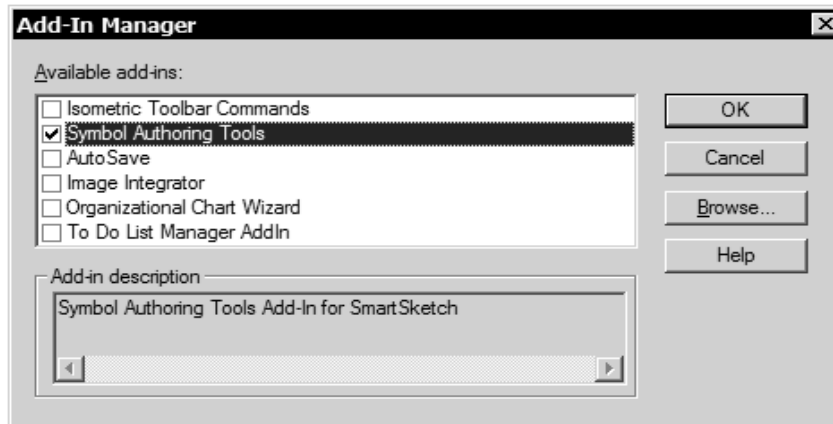 Add-In Manager
Available add-ins:
Isometric Toolbar Commands
Symbol Authoring Tools
AutoSave
Image Integrator
Organizational Chart Wizard
To Do List Manager AddIn
OK
Cancel
Browse...
Help
Add-in description
Symbol Authoring Tools Add-In for SmartSketch